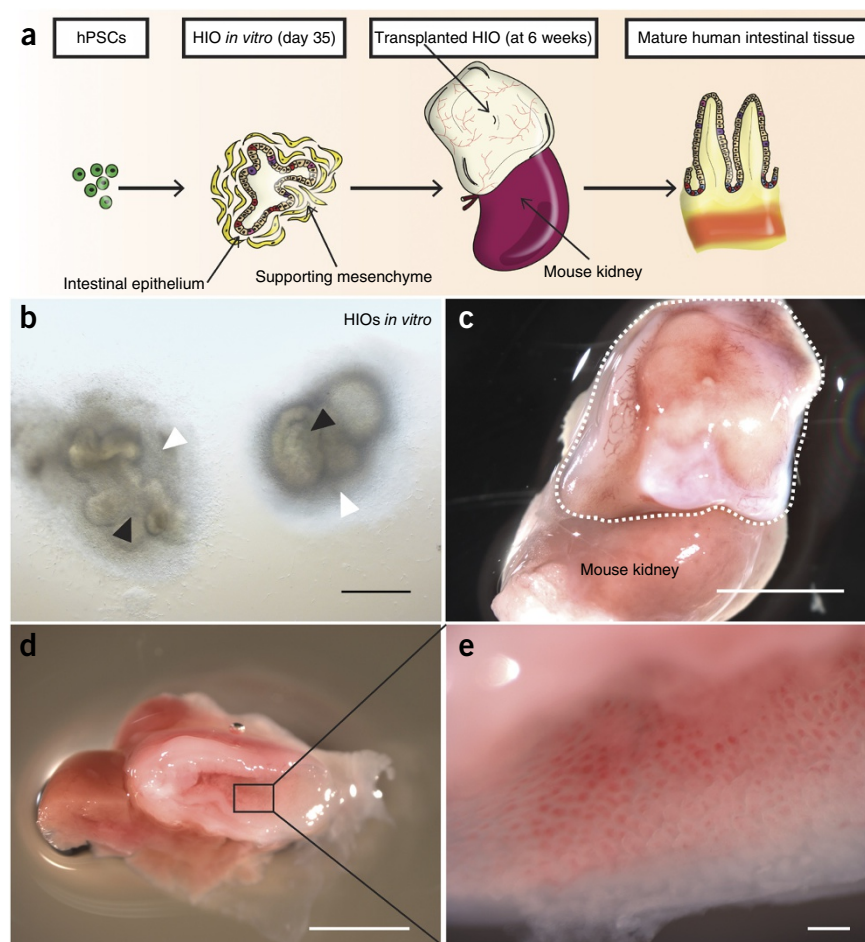 a
hPSCs
HIO in vitro (day 35)
Transplanted HIO (at 6 weeks)
Mature human intestinal tissue
Intestinal epithelium
Supporting mesenchyme
Mouse kidney
b
HIOs in vitro
c
Mouse kidney
d
e